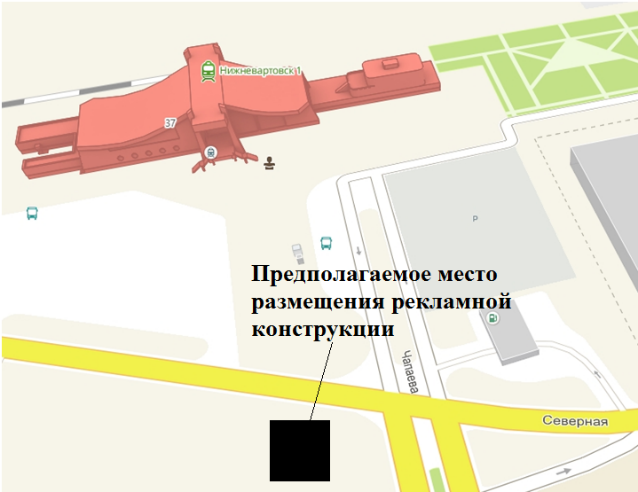 Нижневартовск 1
37
P
Предполагаемое место
размещения рекламной
конструкции
Чапаева
Северная